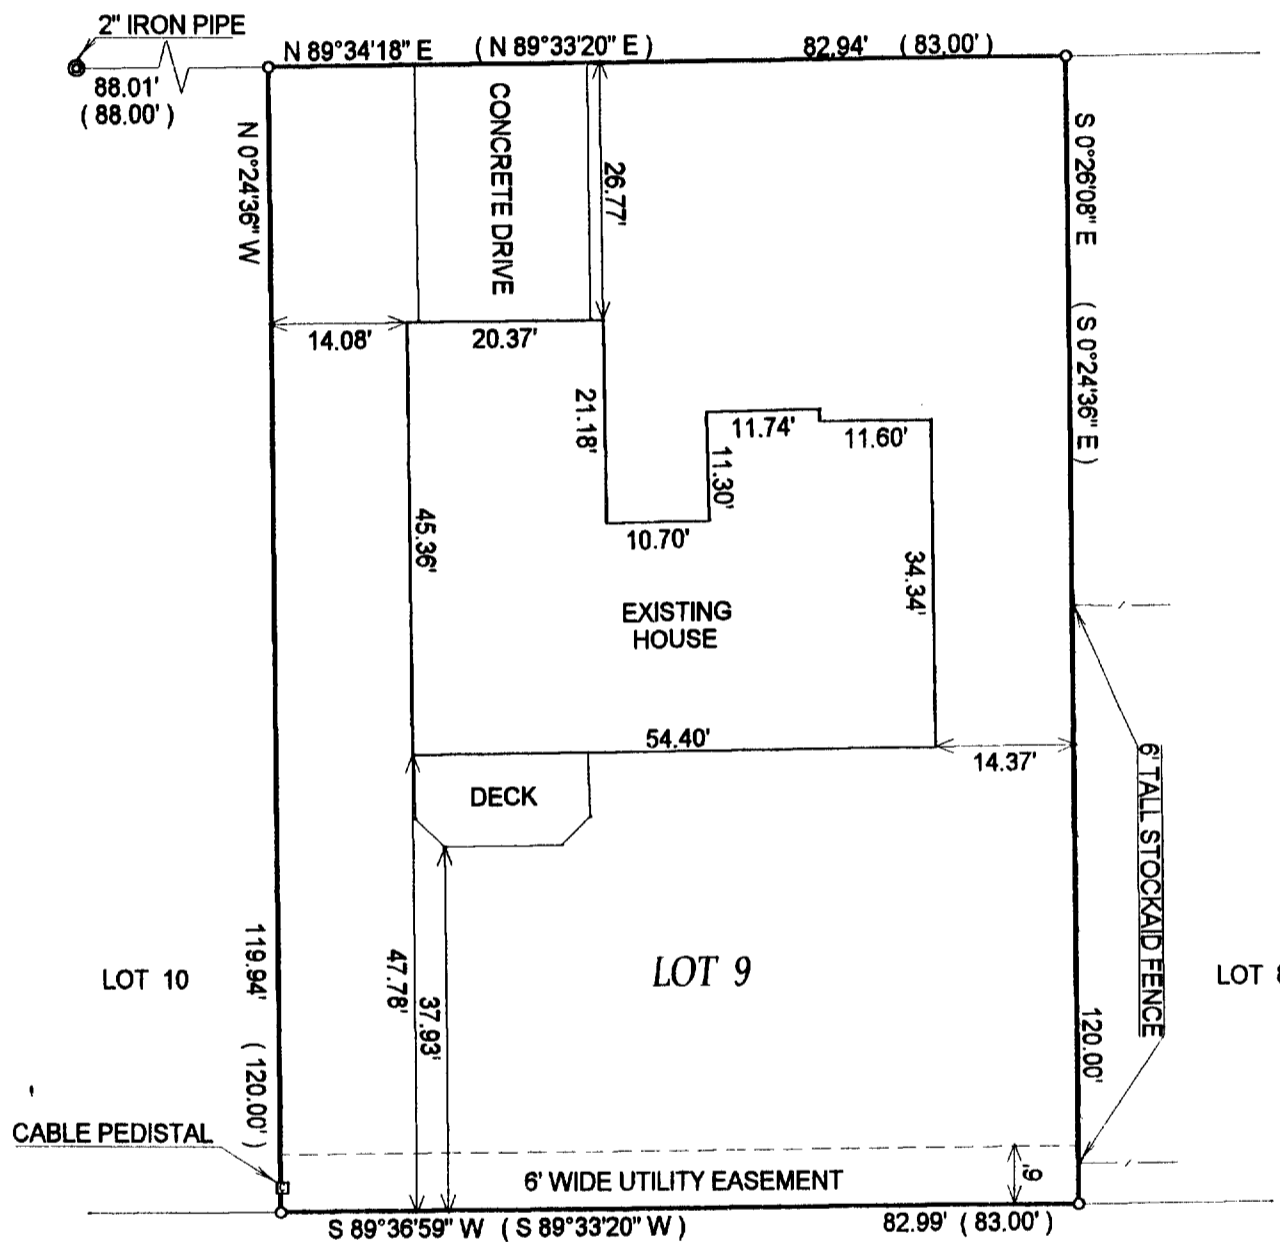 2" IRON PIPE
N 89°34'18" E ( N 89°33'20" E ) 82.94' ( 83.00' )
88.01'
( 88.00' )
N 0°24'36" W
CONCRETE DRIVE
26.77'
S 0°26'08" E ( S 0°24'36" E )
14.08'
20.37'
21.18'
11.74'
11.60'
11.30'
10.70'
45.36'
34.34'
EXISTING
HOUSE
54.40'
14.37'
DECK
6' TALL STOCKAID FENCE
LOT 10
119.94' ( 120.00' )
47.78'
37.93'
LOT 9
120.00'
LOT
CABLE PEDISTAL
6' WIDE UTILITY EASEMENT
6'
S 89°36'59" W ( S 89°33'20" W ) 82.99' ( 83.00' )